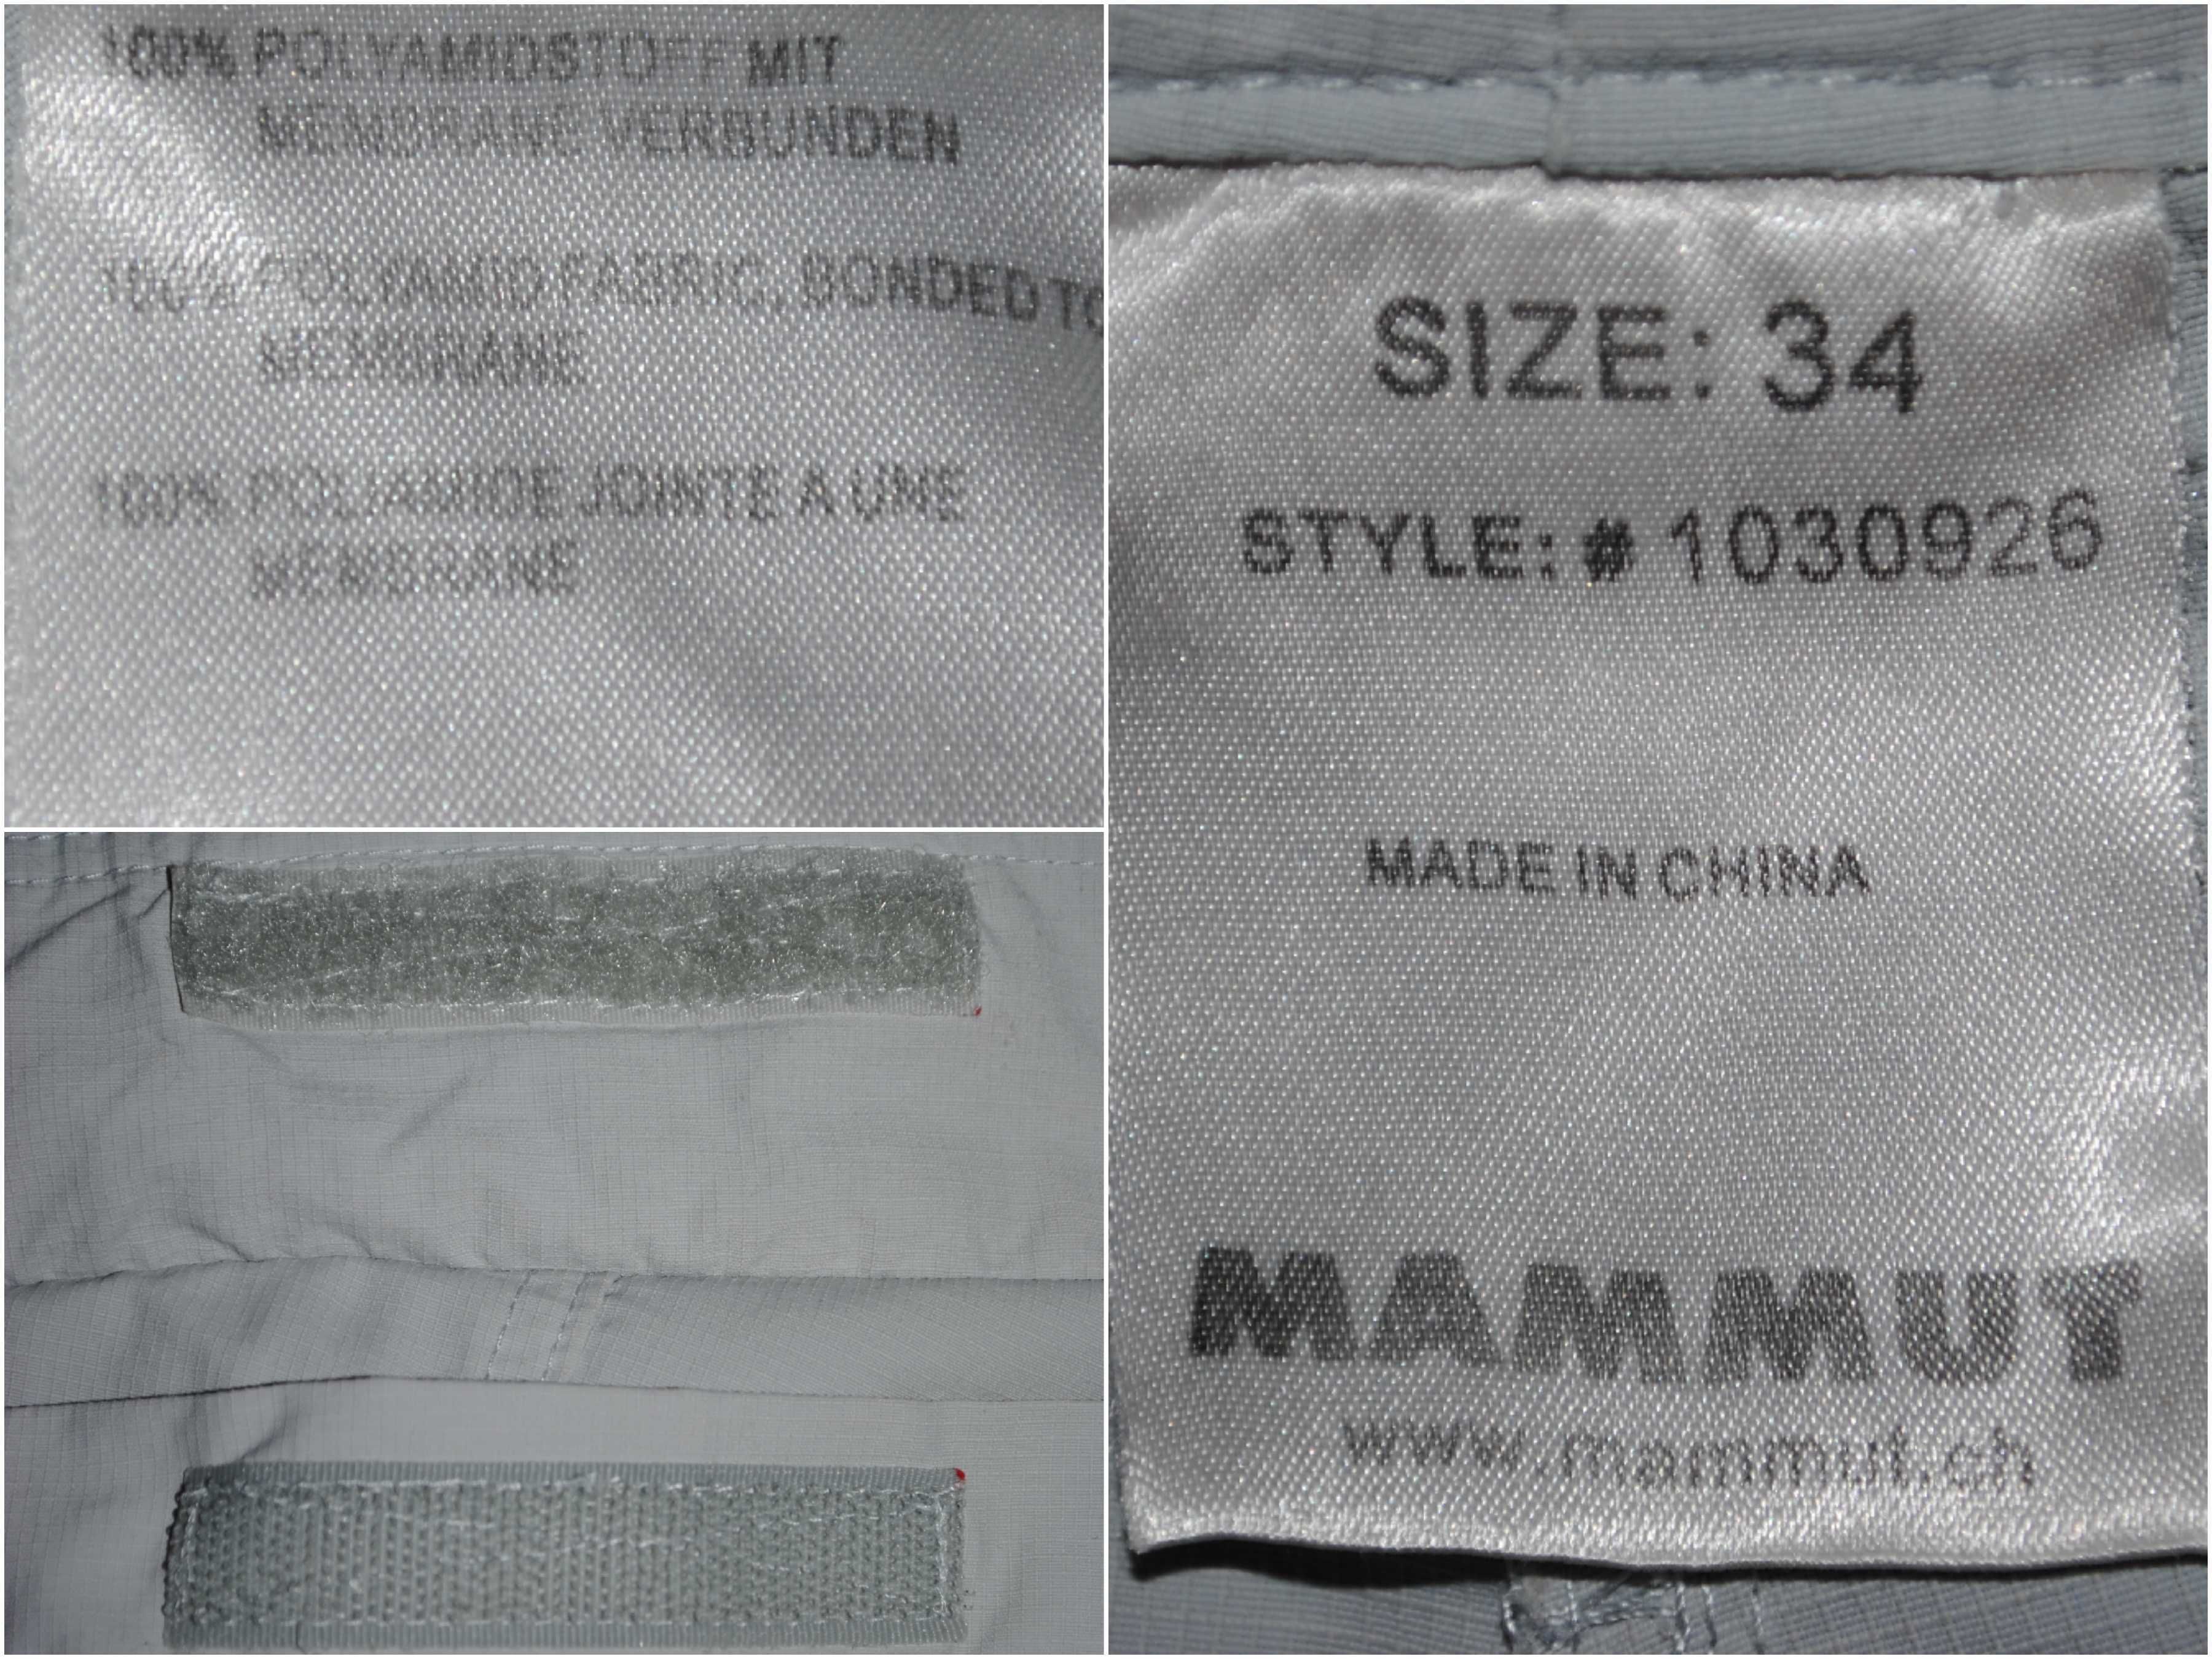 100% POLYAMIDSTOFF MIT
MEMBRANE VERBUNDEN
100% POLYAMID FABRIC, BONDED TO
MEMBRANE
100% POLYAMIDE JOINTE A UNE
MEMBRANE
SIZE: 34
STYLE: # 1030926
MADE IN CHINA
MAMMUT
www.mammut.ch